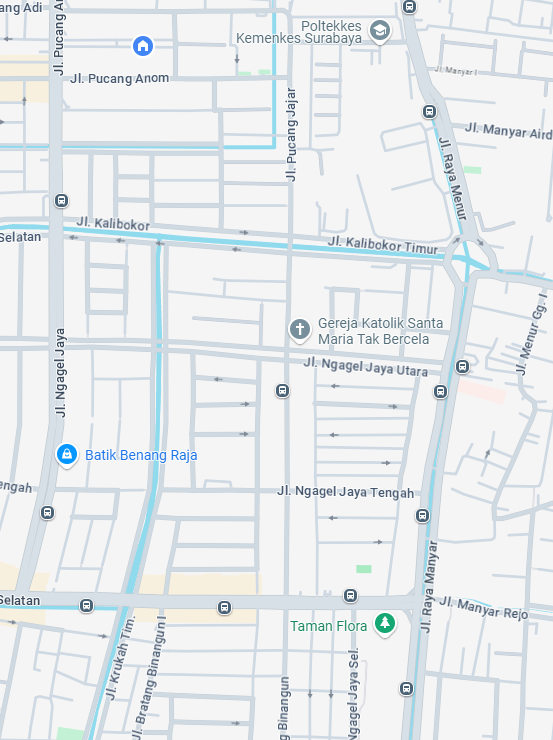 ang Adi
Jl. Pucang A
Poltekkes
Kemenkes Surabaya
Jl. Pucang Anom
Jl. Manyar I
Jl. Pucang Jajar
Jl. Manyar Aird
Jl. Raya Menur
Jl. Kalibokor
Selatan
Jl. Kalibokor Timur
Jl. Menur Gg. I
Gereja Katolik Santa
Maria Tak Bercela
Jl. Ngagel Jaya
Jl. Ngagel Jaya Utara
Batik Benang Raja
engah
Jl. Ngagel Jaya Tengah
Jl. Raya Manyar
Selatan
Jl. Manyar Rejo
Taman Flora
Jl. Krukah Tim.
Jl. Bratang Binangun I
g Binangun
Ngagel Jaya Sel.